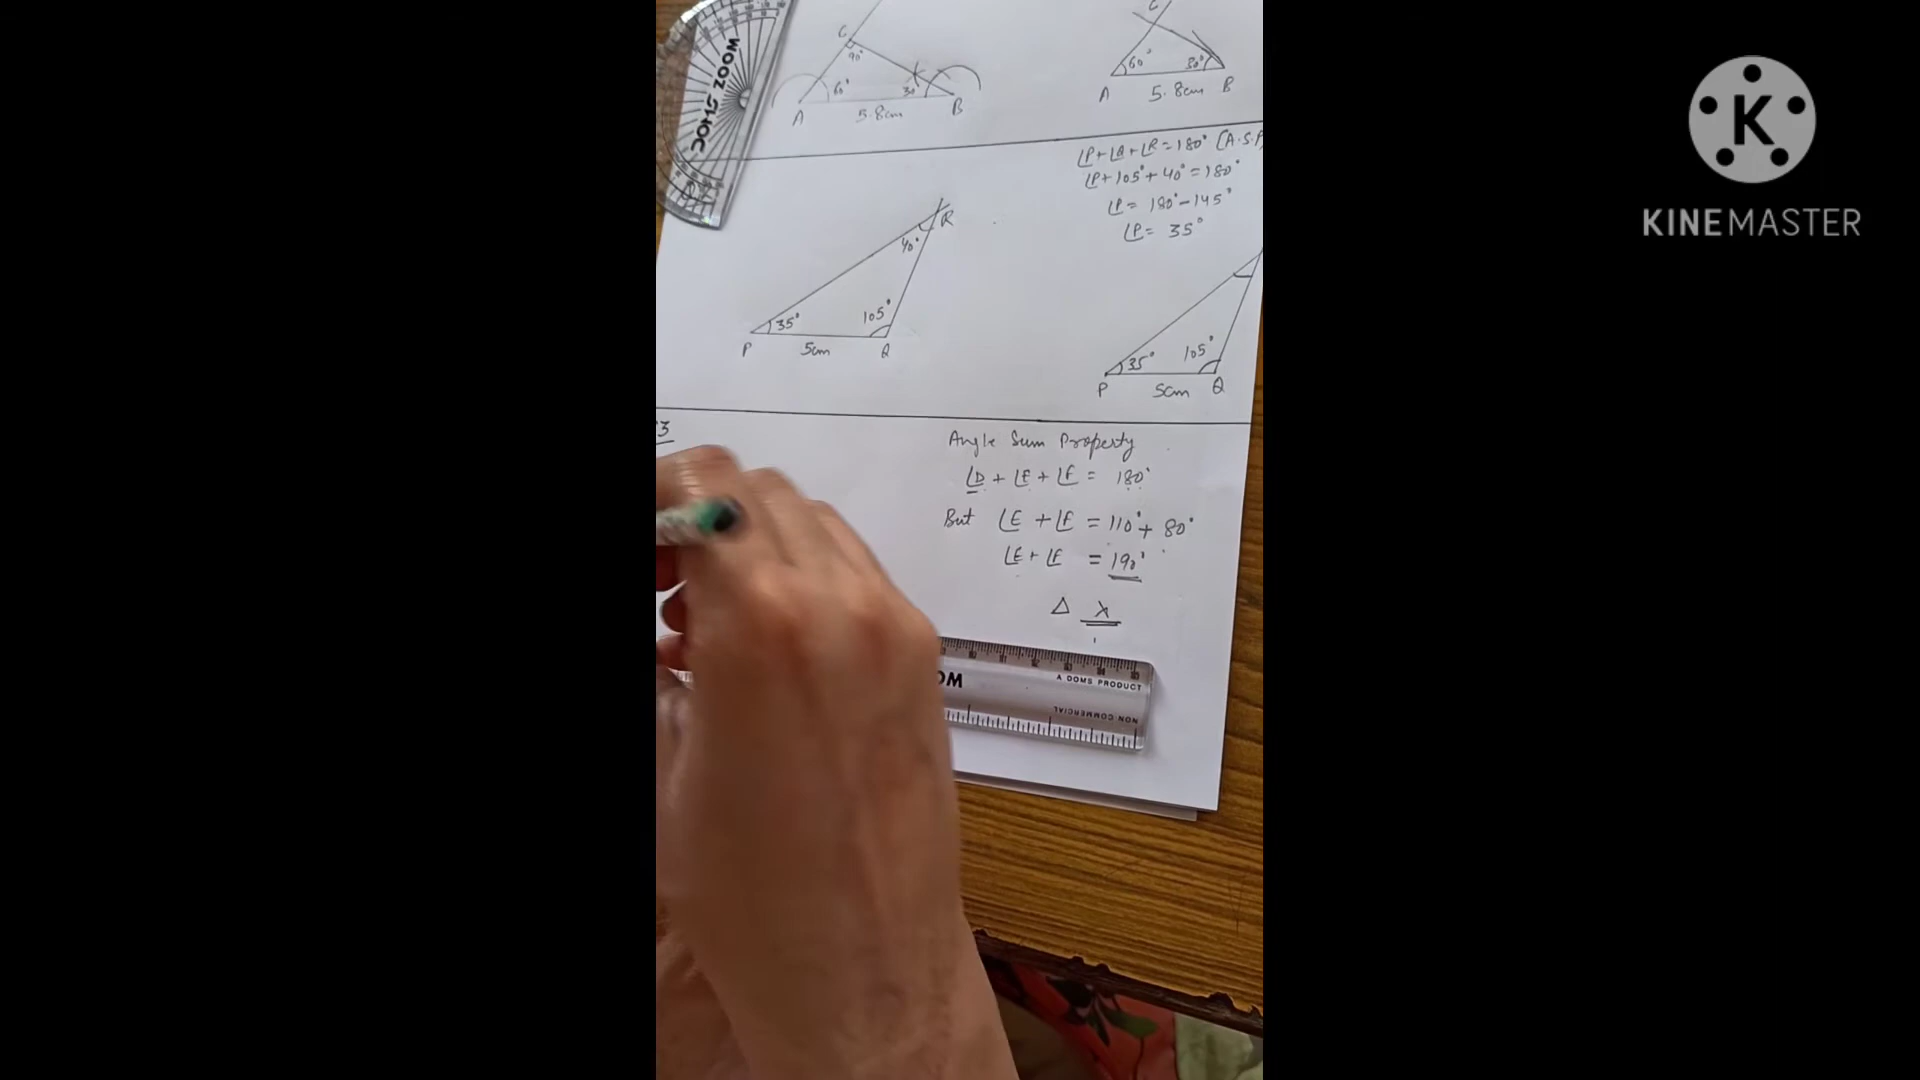 DOMS ZOOM
C
90°
60°
30°
A
5.8cm
B
C
60°
30°
A
5.8cm
B
∠P+∠Q+∠R=180° (A.S.P
∠P+105°+40°=180°
∠P= 180°-145°
∠P= 35°
R
40°
35°
105°
P
5cm
Q
35°
105°
P
5cm
Q
3
Angle Sum Property
∠D + ∠E + ∠F = 180°
But ∠E + ∠F = 110° + 80°
∠E + ∠F = 190°
Δ X
A DOMS PRODUCT
NON COMMERCIAL
K
KINEMASTER